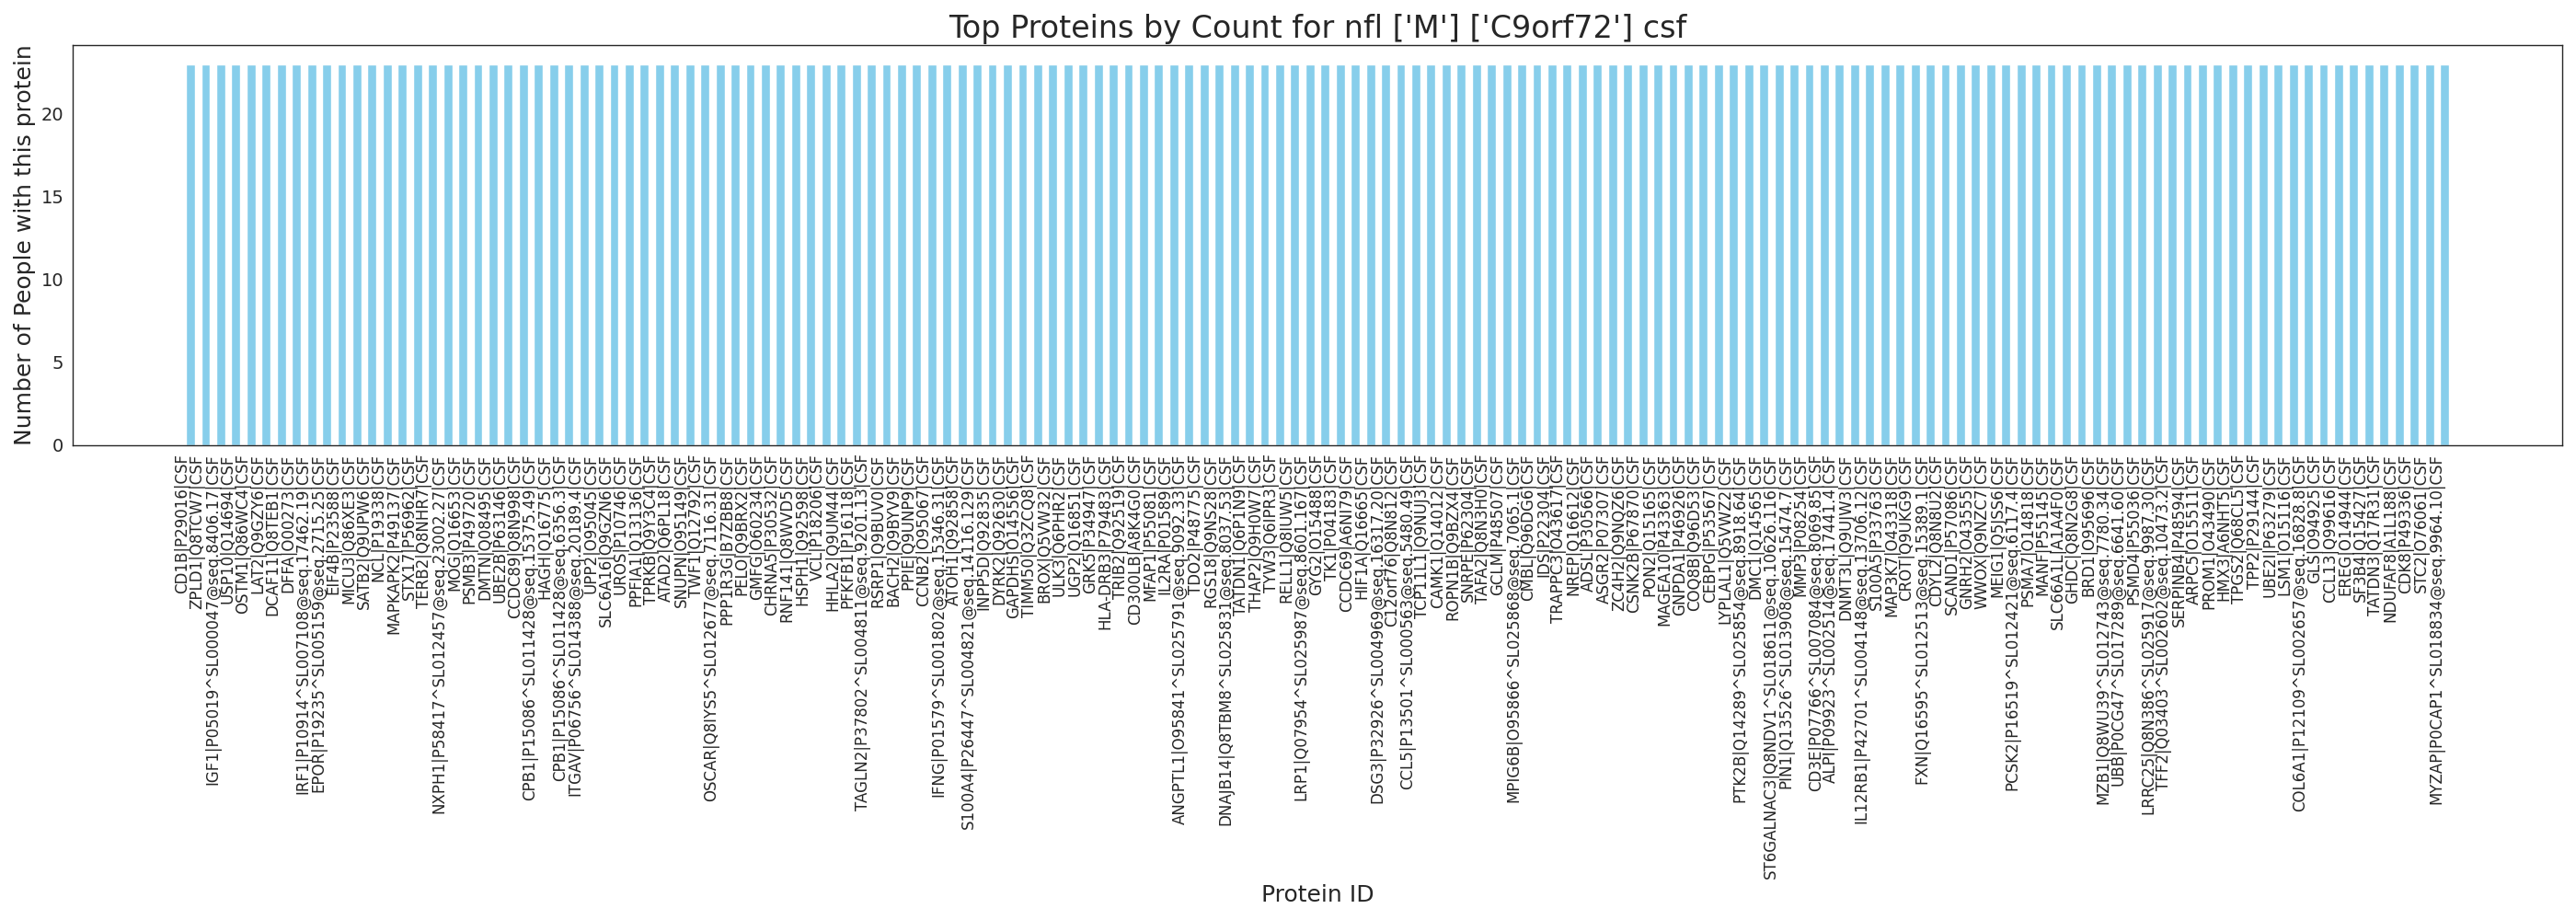 Top Proteins by Count for nfl ['M'] ['C9orf72'] csf
Number of People with this protein
20
15
10
5
0
CD1B|P29016|CSF
ZPLD1|Q8TCW7|CSF
IGF1|P05019^SL000047@seq.8406.17|CSF
USP10|Q14694|CSF
OSTM1|Q86WC4|CSF
LAT2|Q9GZY6|CSF
DCAF11|Q8TEB1|CSF
DFFA|O00273|CSF
IRF1|P10914^SL007108@seq.17462.19|CSF
EPOR|P19235^SL005159@seq.2715.25|CSF
EIF4B|P23588|CSF
MICU3|Q86XE3|CSF
SATB2|Q9UPW6|CSF
NCL|P19338|CSF
MAPKAPK2|P49137|CSF
STX17|P56962|CSF
TERB2|Q8NHR7|CSF
NXPH1|P58417^SL012457@seq.23002.27|CSF
MOG|Q16653|CSF
PSMB3|P49720|CSF
DMTN|Q08495|CSF
UBE2B|P63146|CSF
CCDC89|Q8N998|CSF
CPB1|P15086^SL011428@seq.15375.49|CSF
HAGH|Q16775|CSF
CPB1|P15086^SL011428@seq.6356.3|CSF
ITGAV|P06756^SL014388@seq.20189.4|CSF
UPP2|O95045|CSF
SLC6A16|Q9GZN6|CSF
UROS|P10746|CSF
PPFIA1|Q13136|CSF
TPRKB|Q9Y3C4|CSF
ATAD2|Q6PL18|CSF
SNUPN|O95149|CSF
TWF1|Q12792|CSF
OSCAR|Q8IYS5^SL012677@seq.7116.31|CSF
PPP1R3G|B7ZBB8|CSF
PELO|Q9BRX2|CSF
GMFG|O60234|CSF
CHRNA5|P30532|CSF
RNF141|Q8WVD5|CSF
HSPH1|Q92598|CSF
VCL|P18206|CSF
HHLA2|Q9UM44|CSF
PFKFB1|P16118|CSF
TAGLN2|P37802^SL004811@seq.9201.13|CSF
RSRP1|Q9BUV0|CSF
BACH2|Q9BYV9|CSF
PPIE|Q9UNP9|CSF
CCNB2|O95067|CSF
IFNG|P01579^SL001802@seq.15346.31|CSF
ATOH1|Q92858|CSF
S100A4|P26447^SL004821@seq.14116.129|CSF
INPP5D|Q92835|CSF
DYRK2|Q92630|CSF
GAPDHS|O14556|CSF
TIMM50|Q3ZCQ8|CSF
BROX|Q5VW32|CSF
ULK3|Q6PHR2|CSF
UGP2|Q16851|CSF
GRK5|P34947|CSF
HLA-DRB3|P79483|CSF
TRIB2|Q92519|CSF
CD300LB|A8K4G0|CSF
MFAP1|P55081|CSF
IL2RA|P01589|CSF
ANGPTL1|O95841^SL025791@seq.9092.33|CSF
TDO2|P48775|CSF
RGS18|Q9NS28|CSF
DNAJB14|Q8TBM8^SL025831@seq.8037.53|CSF
TATDN1|Q6P1N9|CSF
THAP2|Q9H0W7|CSF
TYW3|Q6IPR3|CSF
RELL1|Q8IUW5|CSF
LRP1|Q07954^SL025987@seq.8601.167|CSF
GYG2|O15488|CSF
TK1|P04183|CSF
CCDC69|A6NI79|CSF
HIF1A|Q16665|CSF
DSG3|P32926^SL004969@seq.16317.20|CSF
C12orf76|Q8N812|CSF
CCL5|P13501^SL000563@seq.5480.49|CSF
TCP11L1|Q9NUJ3|CSF
CAMK1|Q14012|CSF
ROPN1B|Q9BZX4|CSF
SNRPE|P62304|CSF
TAFA2|Q8N3H0|CSF
GCLM|P48507|CSF
MPIG6B|O95866^SL025868@seq.7065.1|CSF
CMBL|Q96DG6|CSF
IDS|P22304|CSF
TRAPPC3|O43617|CSF
NREP|Q16612|CSF
ADSL|P30566|CSF
ASGR2|P07307|CSF
ZC4H2|Q9NQZ6|CSF
CSNK2B|P67870|CSF
PON2|Q15165|CSF
MAGEA10|P43363|CSF
GNPDA1|P46926|CSF
COQ8B|Q96D53|CSF
CEBPG|P53567|CSF
LYPLAL1|Q5VWZ2|CSF
PTK2B|Q14289^SL025854@seq.8918.64|CSF
DMC1|Q14565|CSF
ST6GALNAC3|Q8NDV1^SL018611@seq.10626.116|CSF
PIN1|Q13526^SL013908@seq.15474.7|CSF
MMP3|P08254|CSF
CD3E|P07766^SL007084@seq.8069.85|CSF
ALPI|P09923^SL002514@seq.17441.4|CSF
DNMT3L|Q9UJW3|CSF
IL12RB1|P42701^SL004148@seq.13706.12|CSF
S100A5|P33763|CSF
MAP3K7|O43318|CSF
CROT|Q9UKG9|CSF
FXN|Q16595^SL012513@seq.15389.1|CSF
CDYL2|Q8N8U2|CSF
SCAND1|P57086|CSF
GNRH2|O43555|CSF
WWOX|Q9NZC7|CSF
MEIG1|Q5JSS6|CSF
PCSK2|P16519^SL012421@seq.6117.4|CSF
PSMA7|O14818|CSF
MANF|P55145|CSF
SLC66A1L|A1A4F0|CSF
GHDC|Q8N2G8|CSF
BRD1|O95696|CSF
MZB1|Q8WU39^SL012743@seq.7780.34|CSF
UBB|P0CG47^SL017289@seq.6641.60|CSF
PSMD4|P55036|CSF
LRRC25|Q8N386^SL025917@seq.9987.30|CSF
TFF2|Q03403^SL002602@seq.10473.2|CSF
SERPINB4|P48594|CSF
ARPC5|O15511|CSF
PROM1|O43490|CSF
HMX3|A6NHT5|CSF
TPGS2|Q68CL5|CSF
TPP2|P29144|CSF
UBE2I|P63279|CSF
LSM1|O15116|CSF
COL6A1|P12109^SL002657@seq.16828.8|CSF
GLS|O94925|CSF
CCL13|Q99616|CSF
EREG|O14944|CSF
SF3B4|Q15427|CSF
TATDN3|Q17R31|CSF
NDUFAF8|A1L188|CSF
CDK8|P49336|CSF
STC2|O76061|CSF
MYZAP|P0CAP1^SL018834@seq.9964.10|CSF
Protein ID